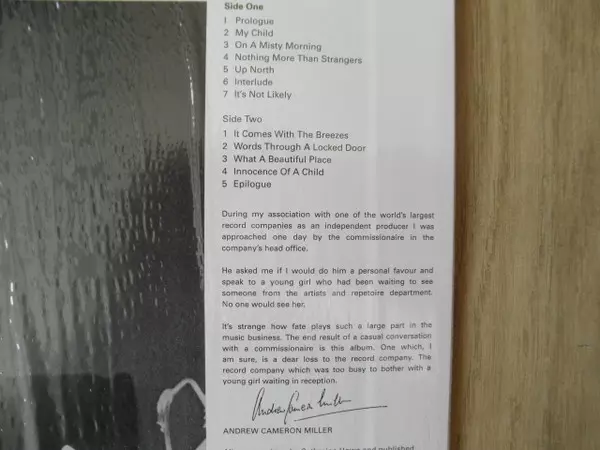 Side One
1 Prologue
2 My Child
3 On A Misty Morning
4 Nothing More Than Strangers
5 Up North
6 Interlude
7 It's Not Likely
Side Two
1 It Comes With The Breezes
2 Words Through A Locked Door
3 What A Beautiful Place
4 Innocence Of A Child
5 Epilogue
During my association with one of the world's largest
record companies as an independent producer I was
approached one day by the commissionaire in the
company's head office.
He asked me if I would do him a personal favour and
speak to a young girl who had been waiting to see
someone from the artists and repetoire department.
No one would see her.
It's strange how fate plays such a large part in the
music business. The end result of a casual conversation
with a commissionaire is this album. One which, I
am sure, is a dear loss to the record company. The
record company which was too busy to bother with a
young girl waiting in reception.
Andrew Cameron Miller
ANDREW CAMERON MILLER
and published